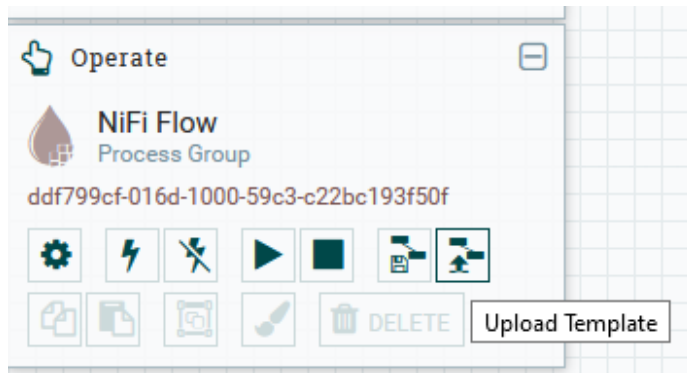 Operate
NiFi Flow
Process Group
ddf799cf-016d-1000-59c3-c22bc193f50f
DELETE
Upload Template